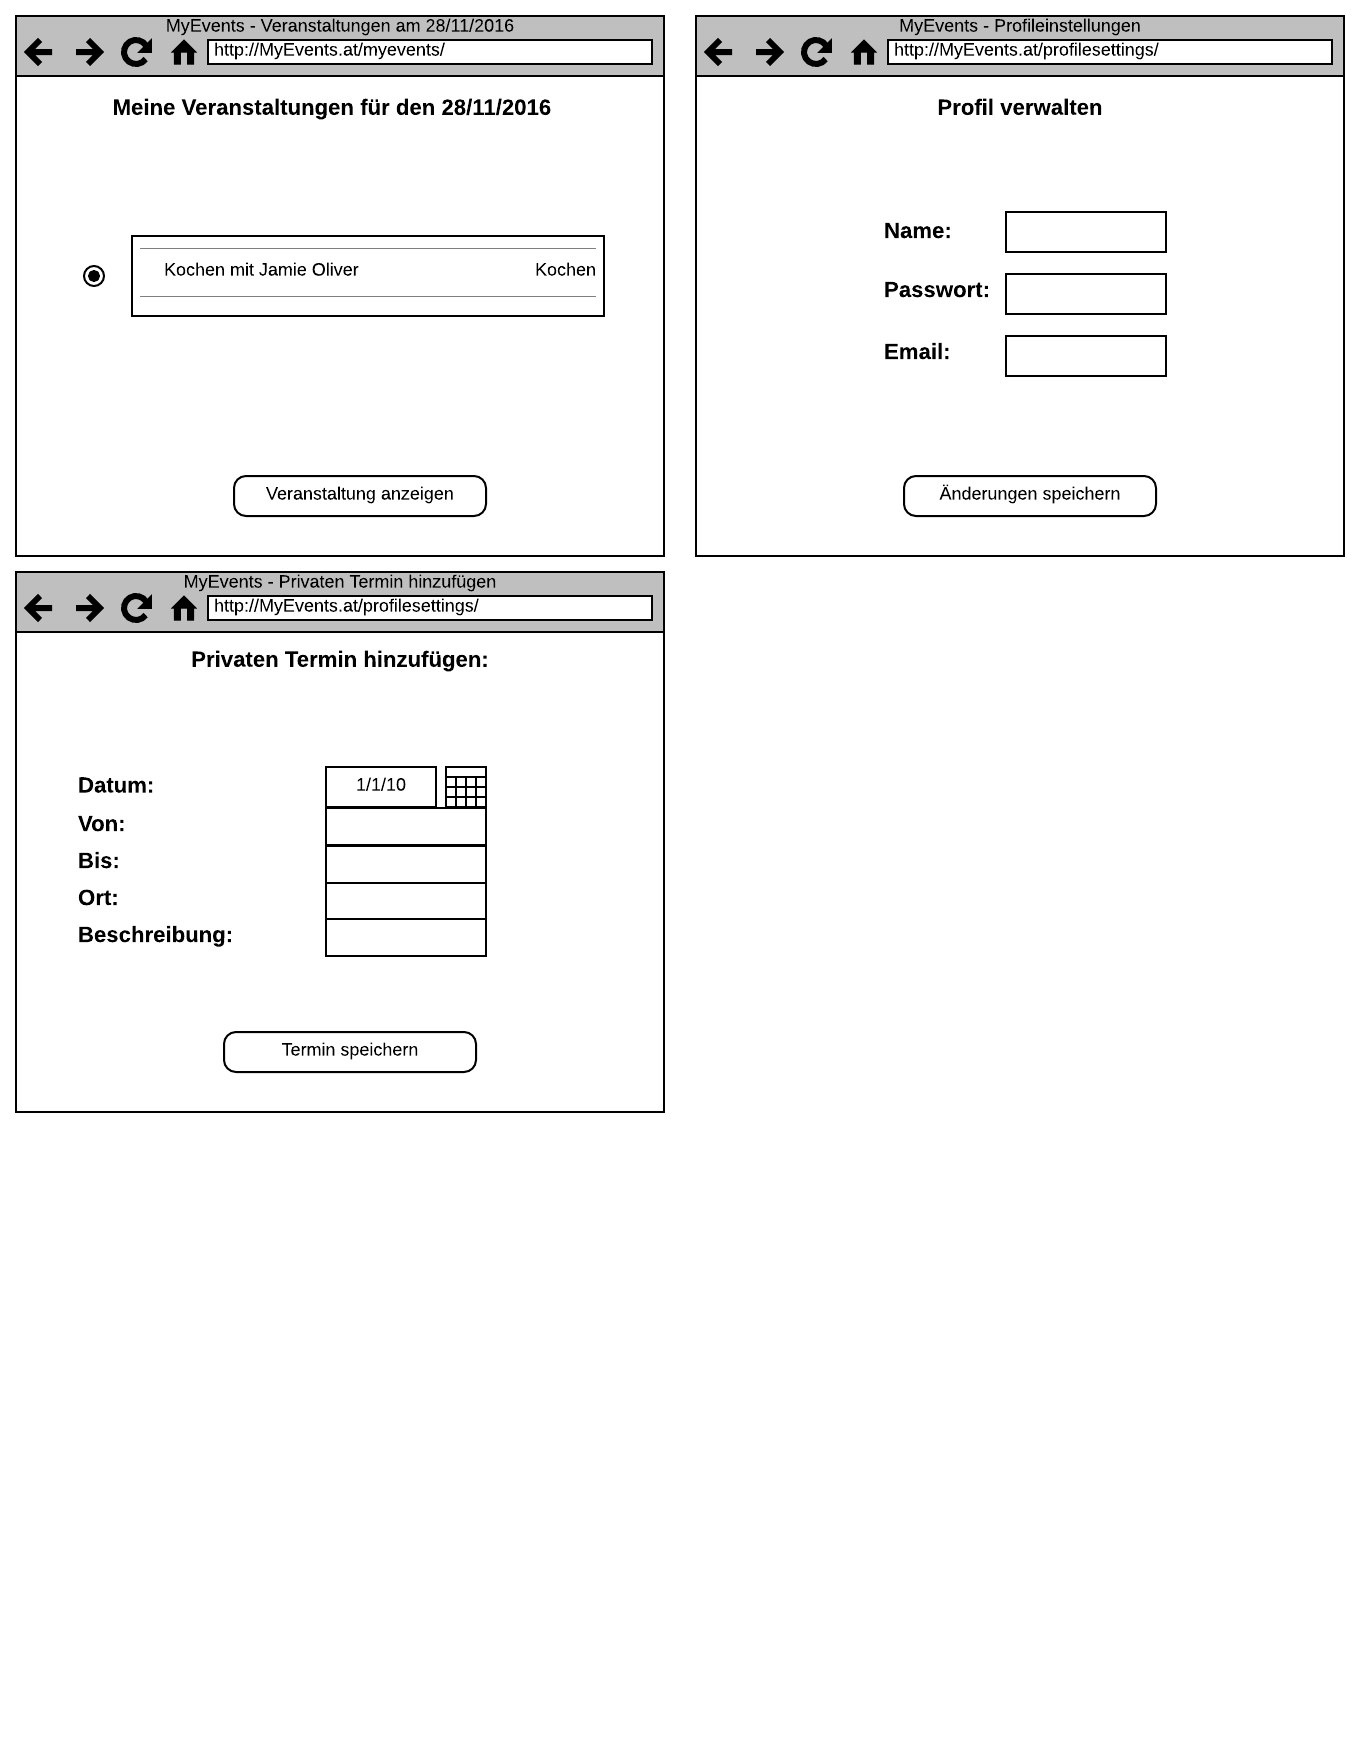 MyEvents - Veranstaltungen am 28/11/2016
http://MyEvents.at/myevents/
Meine Veranstaltungen für den 28/11/2016
Kochen mit Jamie Oliver Kochen
Veranstaltung anzeigen
MyEvents - Profileinstellungen
http://MyEvents.at/profilesettings/
Profil verwalten
Name:
Passwort:
Email:
Änderungen speichern
MyEvents - Privaten Termin hinzufügen
http://MyEvents.at/profilesettings/
Privaten Termin hinzufügen:
Datum: 1/1/10
Von:
Bis:
Ort:
Beschreibung:
Termin speichern